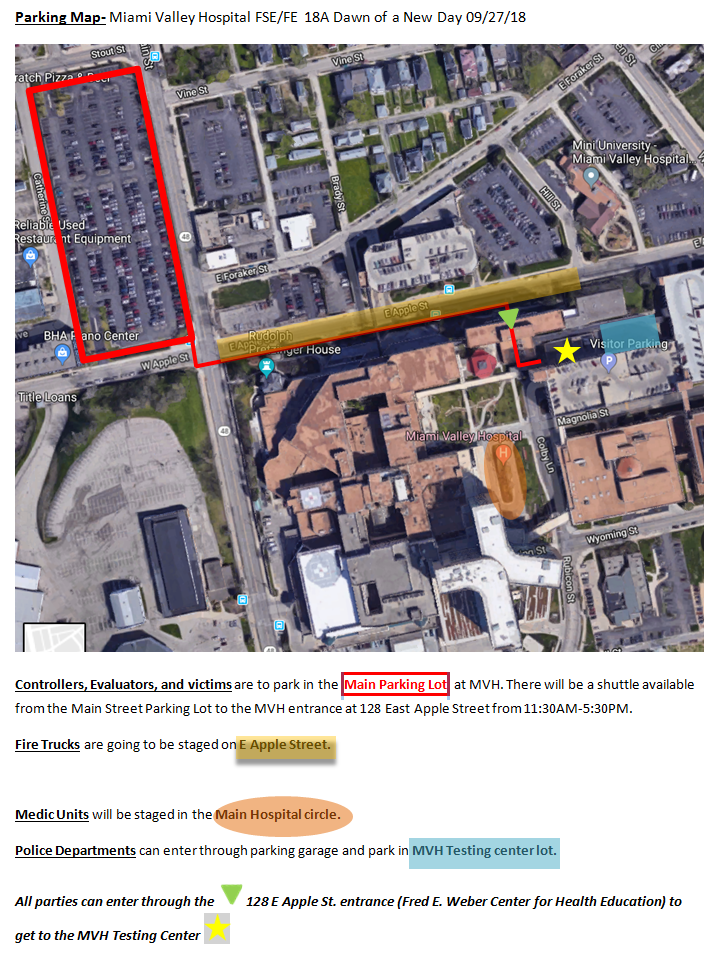 Parking Map- Miami Valley Hospital FSE/FE 18A Dawn of a New Day 09/27/18
Stout St
Vine St
Vine St
E Foraker St
Mini University -
Miami Valley Hospital...
Catherine S
Brady St
Hill St
Reliable Used
Restaurant Equipment
48
E Foraker St
E Apple St
BHA Piano Center
Rudolph
Pretzinger House
Visitor Parking
P
W Apple St
Title Loans
Magnolia St
48
Miami Valley Hospital
H
Colby Ln
Wyoming St
Rubicon St
48
Controllers, Evaluators, and victims are to park in the Main Parking Lot at MVH. There will be a shuttle available
from the Main Street Parking Lot to the MVH entrance at 128 East Apple Street from 11:30AM-5:30PM.
Fire Trucks are going to be staged on E Apple Street.
Medic Units will be staged in the Main Hospital circle.
Police Departments can enter through parking garage and park in MVH Testing center lot.
All parties can enter through the 128 E Apple St. entrance (Fred E. Weber Center for Health Education) to
get to the MVH Testing Center